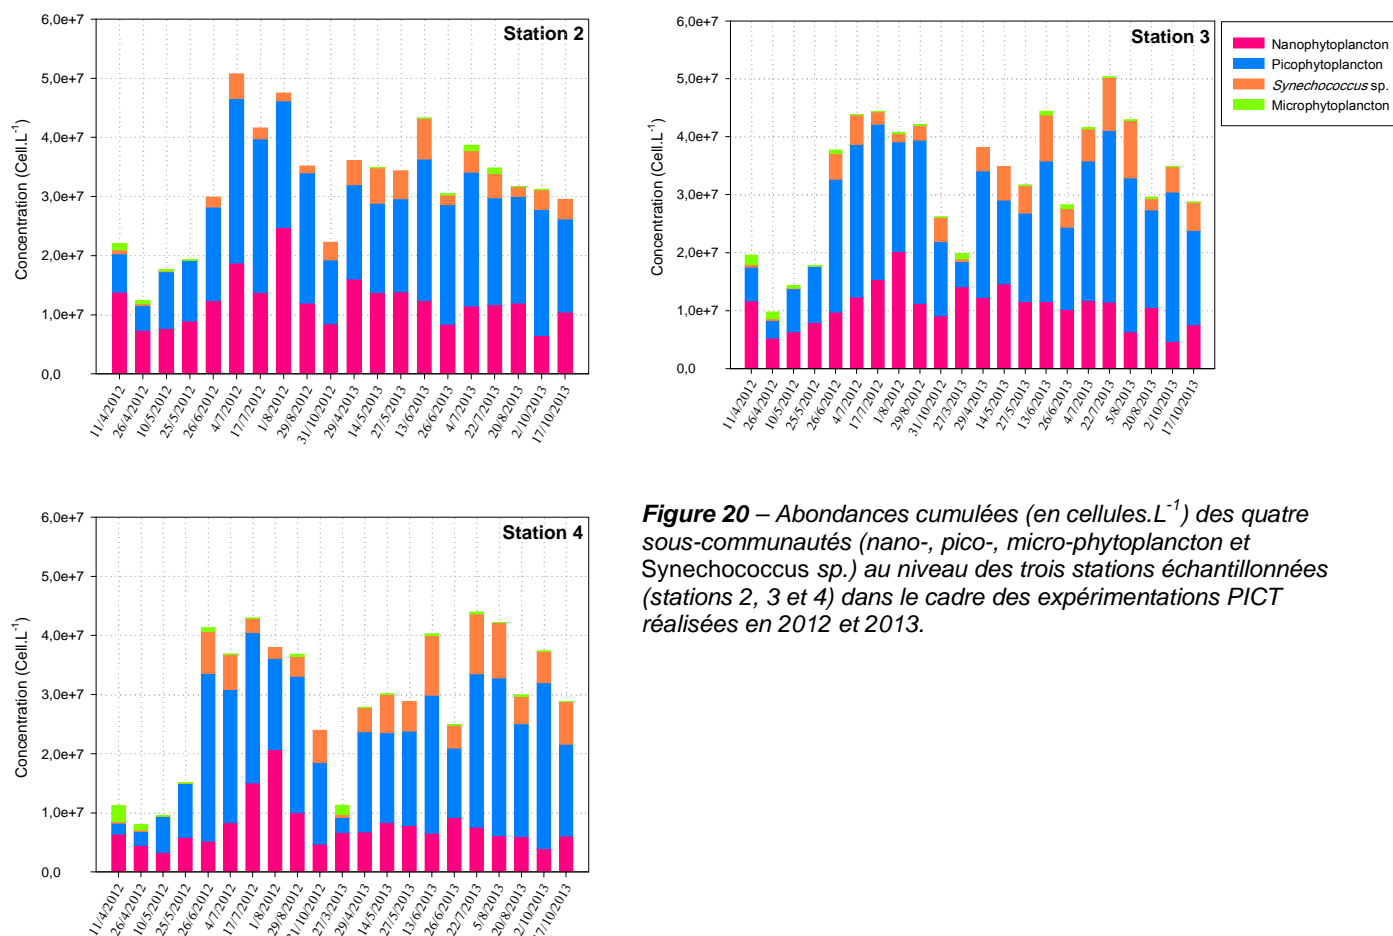 Station 2
Concentration (Cell.L-1)
6,0e+7
5,0e+7
4,0e+7
3,0e+7
2,0e+7
1,0e+7
0,0
11/4/2012
26/4/2012
10/5/2012
25/5/2012
26/6/2012
4/7/2012
17/7/2012
1/8/2012
29/8/2012
31/10/2012
29/4/2013
14/5/2013
27/5/2013
13/6/2013
26/6/2013
4/7/2013
22/7/2013
20/8/2013
2/10/2013
17/10/2013
Station 3
Concentration (Cell.L-1)
6,0e+7
5,0e+7
4,0e+7
3,0e+7
2,0e+7
1,0e+7
0,0
11/4/2012
26/4/2012
10/5/2012
25/5/2012
26/6/2012
4/7/2012
17/7/2012
1/8/2012
29/8/2012
31/10/2012
27/3/2013
29/4/2013
14/5/2013
27/5/2013
13/6/2013
26/6/2013
4/7/2013
22/7/2013
5/8/2013
20/8/2013
2/10/2013
17/10/2013
Nanophytoplancton
Picophytoplancton
Synechococcus sp.
Microphytoplancton
Station 4
Concentration (Cell.L-1)
6,0e+7
5,0e+7
4,0e+7
3,0e+7
2,0e+7
1,0e+7
0,0
11/4/2012
26/4/2012
10/5/2012
25/5/2012
26/6/2012
4/7/2012
17/7/2012
1/8/2012
29/8/2012
31/10/2012
27/3/2013
29/4/2013
14/5/2013
27/5/2013
13/6/2013
26/6/2013
22/7/2013
5/8/2013
20/8/2013
2/10/2013
17/10/2013
Figure 20 – Abondances cumulées (en cellules.L-1) des quatre
sous-communautés (nano-, pico-, micro-phytoplancton et
Synechococcus sp.) au niveau des trois stations échantillonnées
(stations 2, 3 et 4) dans le cadre des expérimentations PICT
réalisées en 2012 et 2013.